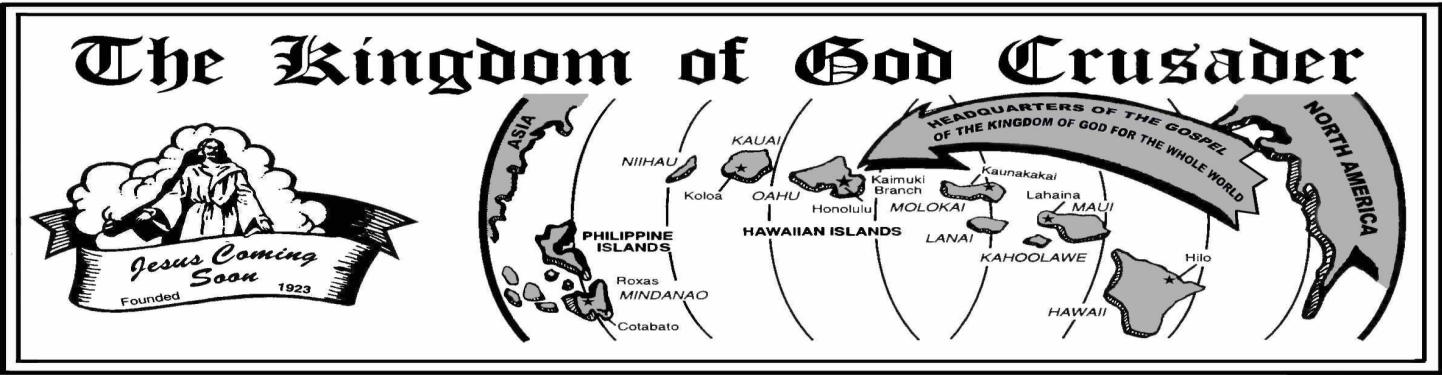 The Kingdom of God Crusader
Jesus Coming
Soon
Founded 1923
ASIA
PHILIPPINE
ISLANDS
Roxas
MINDANAO
Cotabato
NIIHAU
KAUAI
Koloa
OAHU
Honolulu
Kaimuki
Branch
HAWAIIAN ISLANDS
MOLOKAI
Kaunakakai
LANAI
Lahaina
MAUI
KAHOOLAWE
Hilo
HAWAII
HEADQUARTERS OF THE GOSPEL
OF THE KINGDOM OF GOD FOR THE WHOLE WORLD
NORTH AMERICA